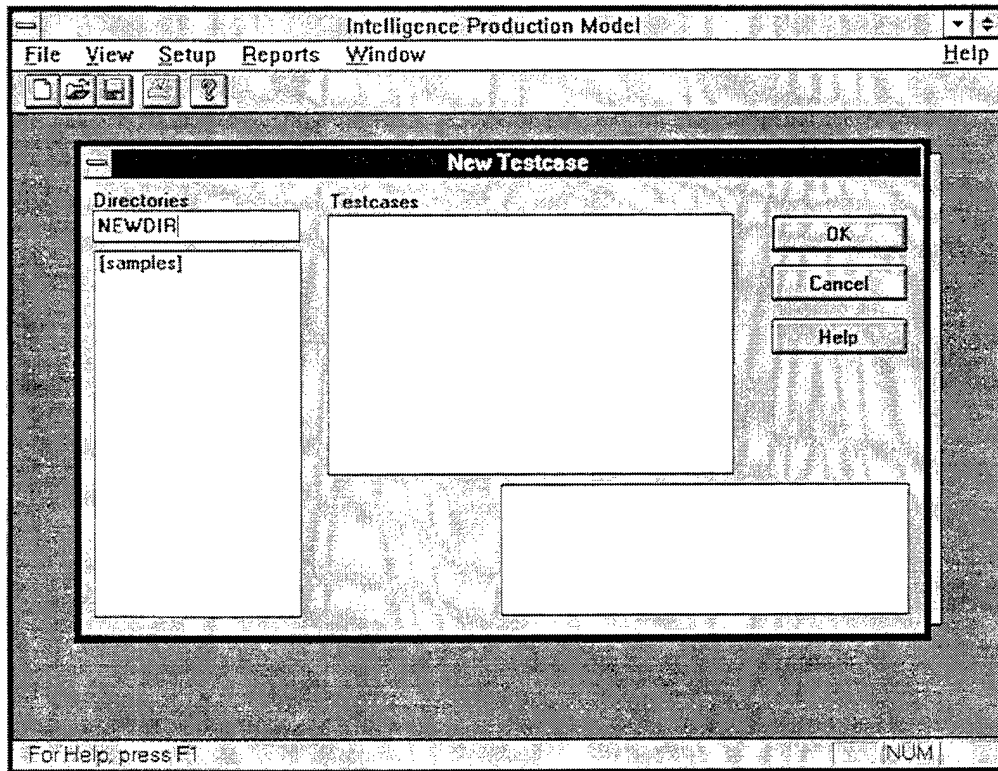 Intelligence Production Model
File View Setup Reports Window Help
New Testcase
Directories
Testcases
NEWDIR
[samples]
OK
Cancel
Help
For Help, press F1
NUM